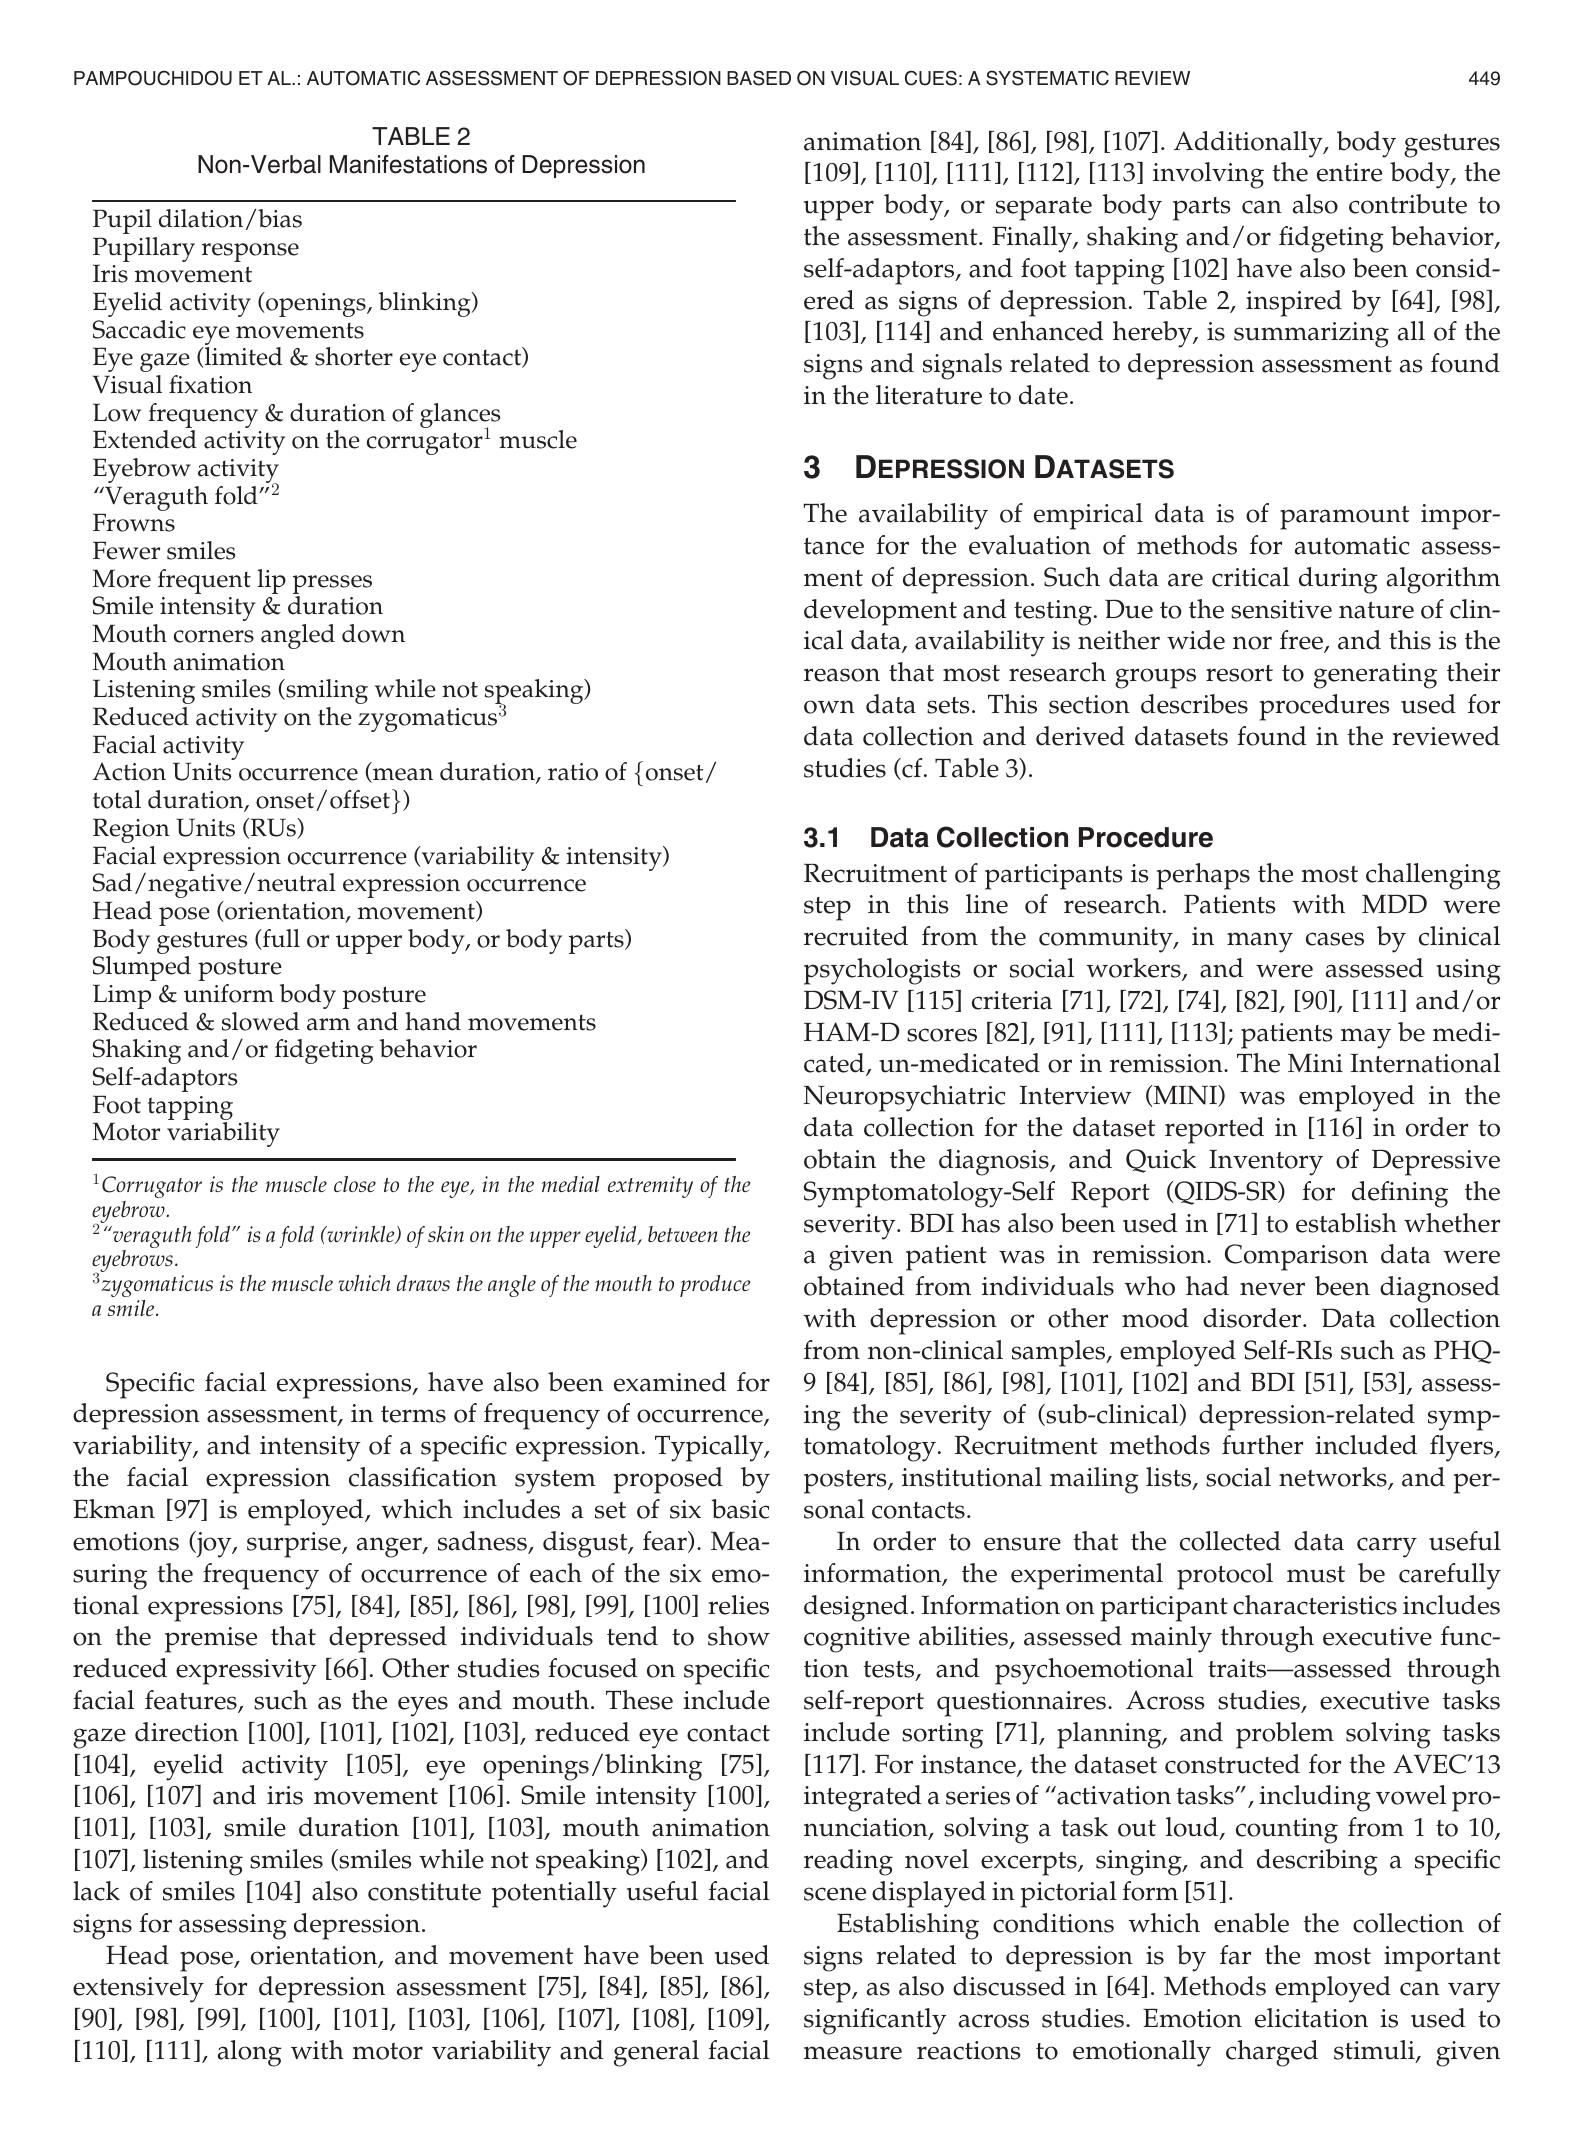 PAMPOUCHIDOU ET AL.: AUTOMATIC ASSESSMENT OF DEPRESSION BASED ON VISUAL CUES: A SYSTEMATIC REVIEW
449
TABLE 2
Non-Verbal Manifestations of Depression
Pupil dilation/bias
Pupillary response
Iris movement
Eyelid activity (openings, blinking)
Saccadic eye movements
Eye gaze (limited & shorter eye contact)
Visual fixation
Low frequency & duration of glances
Extended activity on the corrugator¹ muscle
Eyebrow activity
“Veraguth fold”²
Frowns
Fewer smiles
More frequent lip presses
Smile intensity & duration
Mouth corners angled down
Mouth animation
Listening smiles (smiling while not speaking)
Reduced activity on the zygomaticus³
Facial activity
Action Units occurrence (mean duration, ratio of {onset/
total duration, onset/offset})
Region Units (RUs)
Facial expression occurrence (variability & intensity)
Sad/negative/neutral expression occurrence
Head pose (orientation, movement)
Body gestures (full or upper body, or body parts)
Slumped posture
Limp & uniform body posture
Reduced & slowed arm and hand movements
Shaking and/or fidgeting behavior
Self-adaptors
Foot tapping
Motor variability
¹Corrugator is the muscle close to the eye, in the medial extremity of the
eyebrow.
²“veraguth fold” is a fold (wrinkle) of skin on the upper eyelid, between the
eyebrows.
³zygomaticus is the muscle which draws the angle of the mouth to produce
a smile.
Specific facial expressions, have also been examined for
depression assessment, in terms of frequency of occurrence,
variability, and intensity of a specific expression. Typically,
the facial expression classification system proposed by
Ekman [97] is employed, which includes a set of six basic
emotions (joy, surprise, anger, sadness, disgust, fear). Mea-
suring the frequency of occurrence of each of the six emo-
tional expressions [75], [84], [85], [86], [98], [99], [100] relies
on the premise that depressed individuals tend to show
reduced expressivity [66]. Other studies focused on specific
facial features, such as the eyes and mouth. These include
gaze direction [100], [101], [102], [103], reduced eye contact
[104], eyelid activity [105], eye openings/blinking [75],
[106], [107] and iris movement [106]. Smile intensity [100],
[101], [103], smile duration [101], [103], mouth animation
[107], listening smiles (smiles while not speaking) [102], and
lack of smiles [104] also constitute potentially useful facial
signs for assessing depression.
Head pose, orientation, and movement have been used
extensively for depression assessment [75], [84], [85], [86],
[90], [98], [99], [100], [101], [103], [106], [107], [108], [109],
[110], [111], along with motor variability and general facial
animation [84], [86], [98], [107]. Additionally, body gestures
[109], [110], [111], [112], [113] involving the entire body, the
upper body, or separate body parts can also contribute to
the assessment. Finally, shaking and/or fidgeting behavior,
self-adaptors, and foot tapping [102] have also been consid-
ered as signs of depression. Table 2, inspired by [64], [98],
[103], [114] and enhanced hereby, is summarizing all of the
signs and signals related to depression assessment as found
in the literature to date.
3 DEPRESSION DATASETS
The availability of empirical data is of paramount impor-
tance for the evaluation of methods for automatic assess-
ment of depression. Such data are critical during algorithm
development and testing. Due to the sensitive nature of clin-
ical data, availability is neither wide nor free, and this is the
reason that most research groups resort to generating their
own data sets. This section describes procedures used for
data collection and derived datasets found in the reviewed
studies (cf. Table 3).
3.1 Data Collection Procedure
Recruitment of participants is perhaps the most challenging
step in this line of research. Patients with MDD were
recruited from the community, in many cases by clinical
psychologists or social workers, and were assessed using
DSM-IV [115] criteria [71], [72], [74], [82], [90], [111] and/or
HAM-D scores [82], [91], [111], [113]; patients may be medi-
cated, un-medicated or in remission. The Mini International
Neuropsychiatric Interview (MINI) was employed in the
data collection for the dataset reported in [116] in order to
obtain the diagnosis, and Quick Inventory of Depressive
Symptomatology-Self Report (QIDS-SR) for defining the
severity. BDI has also been used in [71] to establish whether
a given patient was in remission. Comparison data were
obtained from individuals who had never been diagnosed
with depression or other mood disorder. Data collection
from non-clinical samples, employed Self-RIs such as PHQ-
9 [84], [85], [86], [98], [101], [102] and BDI [51], [53], assess-
ing the severity of (sub-clinical) depression-related symp-
tomatology. Recruitment methods further included flyers,
posters, institutional mailing lists, social networks, and per-
sonal contacts.
In order to ensure that the collected data carry useful
information, the experimental protocol must be carefully
designed. Information on participant characteristics includes
cognitive abilities, assessed mainly through executive func-
tion tests, and psychoemotional traits—assessed through
self-report questionnaires. Across studies, executive tasks
include sorting [71], planning, and problem solving tasks
[117]. For instance, the dataset constructed for the AVEC’13
integrated a series of “activation tasks”, including vowel pro-
nunciation, solving a task out loud, counting from 1 to 10,
reading novel excerpts, singing, and describing a specific
scene displayed in pictorial form [51].
Establishing conditions which enable the collection of
signs related to depression is by far the most important
step, as also discussed in [64]. Methods employed can vary
significantly across studies. Emotion elicitation is used to
measure reactions to emotionally charged stimuli, given